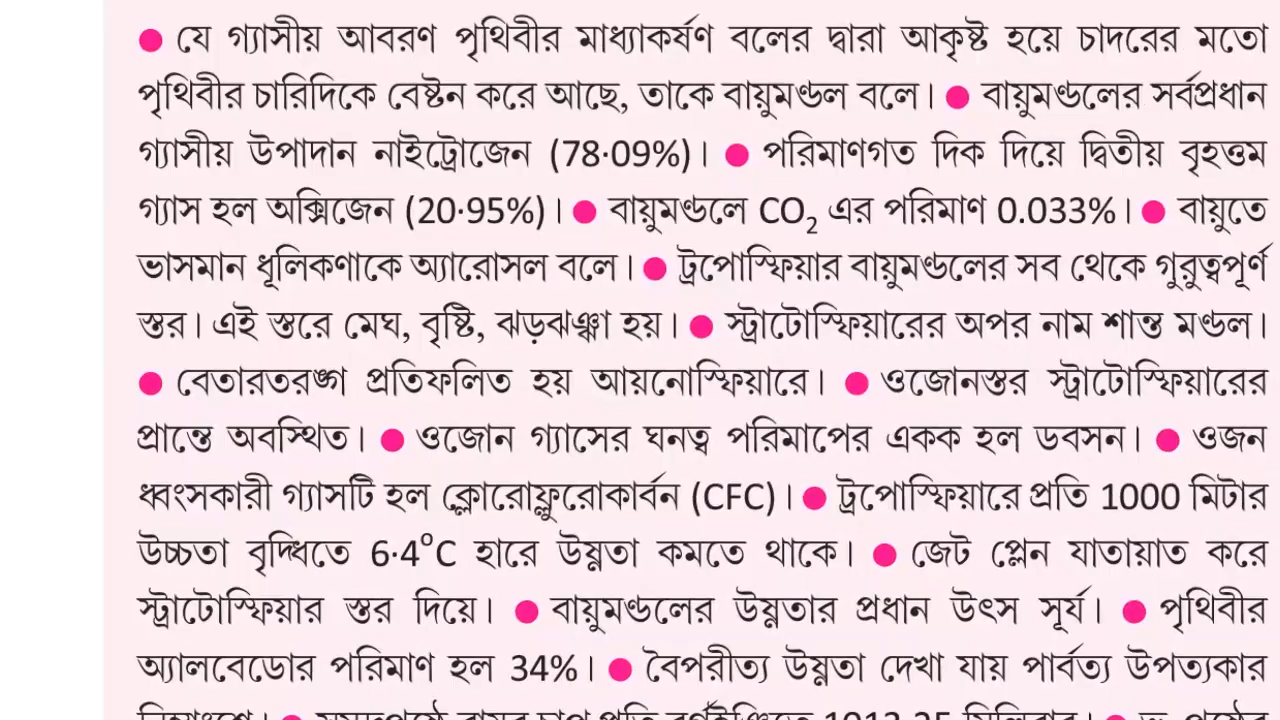 ● যে গ্যাসীয় আবরণ পৃথিবীর মাধ্যাকর্ষণ বলের দ্বারা আকৃষ্ট হয়ে চাদরের মতো
পৃথিবীর চারিদিকে বেষ্টন করে আছে, তাকে বায়ুমণ্ডল বলে। ● বায়ুমণ্ডলের সর্বপ্রধান
গ্যাসীয় উপাদান নাইট্রোজেন (78·09%)। ● পরিমাণগত দিক দিয়ে দ্বিতীয় বৃহত্তম
গ্যাস হল অক্সিজেন (20·95%)। ● বায়ুমণ্ডলে CO₂ এর পরিমাণ 0.033%। ● বায়ুতে
ভাসমান ধূলিকণাকে অ্যারোসল বলে। ● ট্রপোস্ফিয়ার বায়ুমণ্ডলের সব থেকে গুরুত্বপূর্ণ
স্তর। এই স্তরে মেঘ, বৃষ্টি, ঝড়ঝঞ্ঝা হয়। ● স্ট্রাটোস্ফিয়ারের অপর নাম শান্ত মণ্ডল।
● বেতারতরঙ্গ প্রতিফলিত হয় আয়নোস্ফিয়ারে। ● ওজোনস্তর স্ট্রাটোস্ফিয়ারের
প্রান্তে অবস্থিত। ● ওজোন গ্যাসের ঘনত্ব পরিমাপের একক হল ডবসন। ● ওজন
ধ্বংসকারী গ্যাসটি হল ক্লোরোফ্লুরোকার্বন (CFC)। ● ট্রপোস্ফিয়ারে প্রতি 1000 মিটার
উচ্চতা বৃদ্ধিতে 6·4°C হারে উষ্ণতা কমতে থাকে। ● জেট প্লেন যাতায়াত করে
স্ট্রাটোস্ফিয়ার স্তর দিয়ে। ● বায়ুমণ্ডলের উষ্ণতার প্রধান উৎস সূর্য। ● পৃথিবীর
অ্যালবেডোর পরিমাণ হল 34%। ● বৈপরীত্য উষ্ণতা দেখা যায় পার্বত্য উপত্যকার